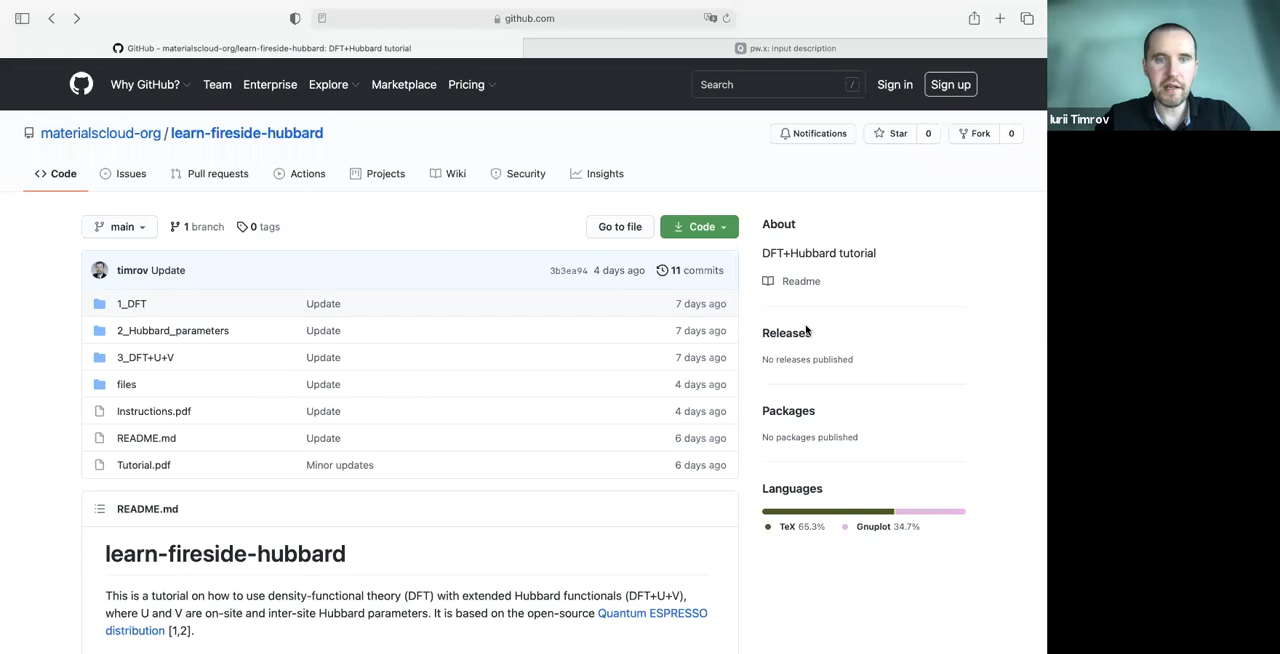 github.com
GitHub - materialscloud-org/learn-fireside-hubbard: DFT+Hubbard tutorial
pw.x: input description
Why GitHub? Team Enterprise Explore Marketplace Pricing
Search /
Sign in Sign up
Iurii Timrov
materialscloud-org / learn-fireside-hubbard
Notifications Star 0 Fork 0
Code Issues Pull requests Actions Projects Wiki Security Insights
main 1 branch 0 tags Go to file Code
timrov Update 3b3ea94 4 days ago 11 commits
1_DFT Update 7 days ago
2_Hubbard_parameters Update 7 days ago
3_DFT+U+V Update 7 days ago
files Update 4 days ago
Instructions.pdf Update 4 days ago
README.md Update 6 days ago
Tutorial.pdf Minor updates 6 days ago
README.md
learn-fireside-hubbard
This is a tutorial on how to use density-functional theory (DFT) with extended Hubbard functionals (DFT+U+V),
where U and V are on-site and inter-site Hubbard parameters. It is based on the open-source Quantum ESPRESSO
distribution [1,2].
About
DFT+Hubbard tutorial
Readme
Releases
No releases published
Packages
No packages published
Languages
TeX 65.3% Gnuplot 34.7%